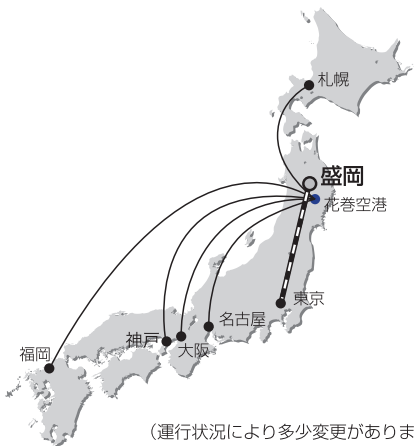 札幌
盛岡
花巻空港
東京
名古屋
神戸
大阪
福岡
（運行状況により多少変更がありま